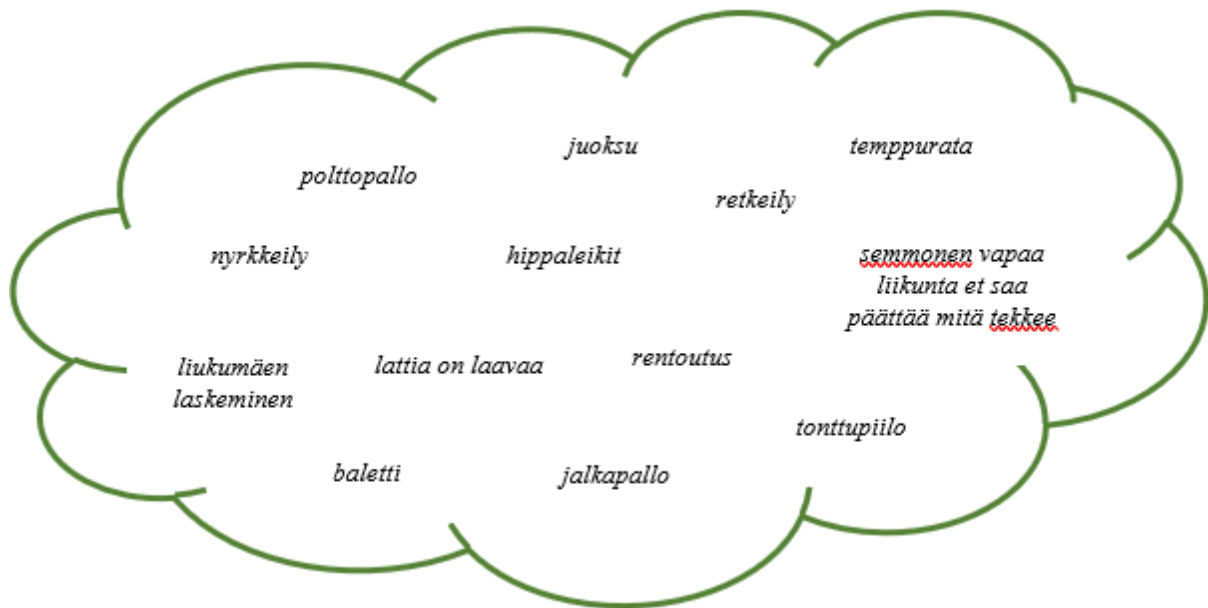 juoksu
temppurata
polttopallo
retkeily
nyrkkeily
hippaleikit
semmonen vapaa
liikunta et saa
päättää mitä tekkee
liukumäen
laskeminen
lattia on laavaa
rentoutus
tonttupiilo
baletti
jalkapallo